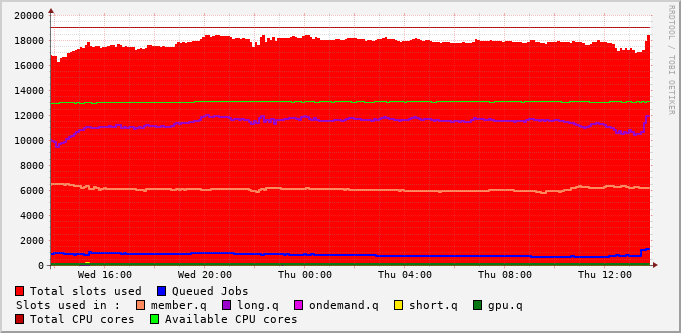 20000
18000
16000
14000
12000
10000
8000
6000
4000
2000
0
Wed 16:00 Wed 20:00 Thu 00:00 Thu 04:00 Thu 08:00 Thu 12:00
RRDTOOL / TOBI OETIKER
Total slots used Queued Jobs
Slots used in : member.q long.q ondemand.q short.q gpu.q
Total CPU cores Available CPU cores